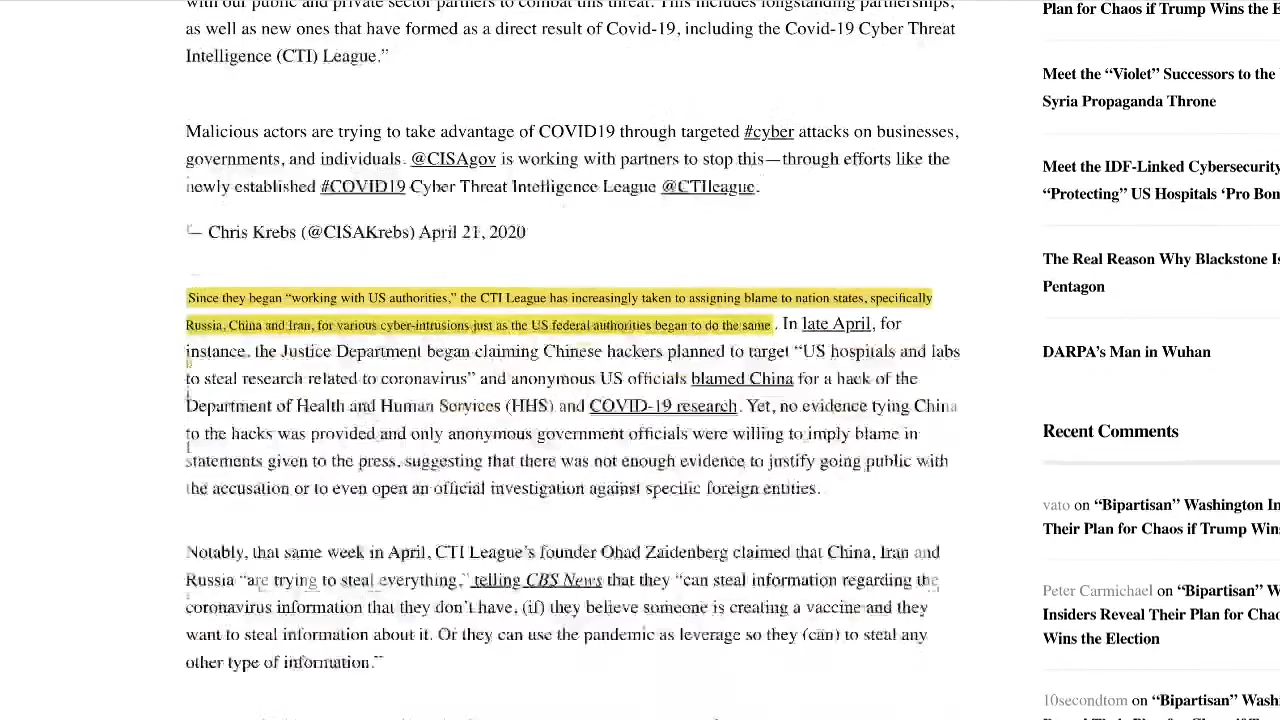 with our public and private sector partners to combat this threat. This includes longstanding partnerships,
as well as new ones that have formed as a direct result of Covid-19, including the Covid-19 Cyber Threat
Intelligence (CTI) League.”
Malicious actors are trying to take advantage of COVID19 through targeted #cyber attacks on businesses,
governments, and individuals. @CISAgov is working with partners to stop this—through efforts like the
newly established #COVID19 Cyber Threat Intelligence League @CTIleague.
— Chris Krebs (@CISAKrebs) April 21, 2020
Since they began “working with US authorities,” the CTI League has increasingly taken to assigning blame to nation states, specifically
Russia, China and Iran, for various cyber-intrusions just as the US federal authorities began to do the same. In late April, for
instance, the Justice Department began claiming Chinese hackers planned to target “US hospitals and labs
to steal research related to coronavirus” and anonymous US officials blamed China for a hack of the
Department of Health and Human Services (HHS) and COVID-19 research. Yet, no evidence tying China
to the hacks was provided and only anonymous government officials were willing to imply blame in
statements given to the press, suggesting that there was not enough evidence to justify going public with
the accusation or to even open an official investigation against specific foreign entities.
Notably, that same week in April, CTI League’s founder Ohad Zaidenberg claimed that China, Iran and
Russia “are trying to steal everything,” telling CBS News that they “can steal information regarding the
coronavirus information that they don’t have, (if) they believe someone is creating a vaccine and they
want to steal information about it. Or they can use the pandemic as leverage so they (can) to steal any
other type of information.”
Plan for Chaos if Trump Wins the E
Meet the “Violet” Successors to the
Syria Propaganda Throne
Meet the IDF-Linked Cybersecurity
“Protecting” US Hospitals ‘Pro Bon
The Real Reason Why Blackstone Is
Pentagon
DARPA’s Man in Wuhan
Recent Comments
vato on “Bipartisan” Washington In
Their Plan for Chaos if Trump Win
Peter Carmichael on “Bipartisan” W
Insiders Reveal Their Plan for Chao
Wins the Election
10secondtom on “Bipartisan” Wash